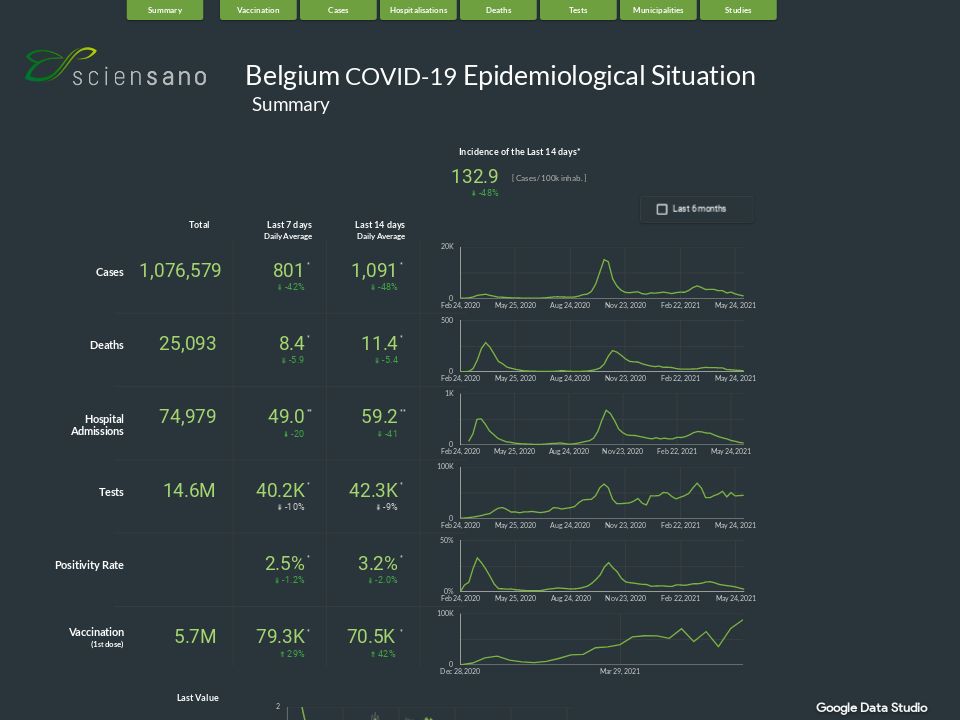 Summary Vaccination Cases Hospitalisations Deaths Tests Municipalities Studies
sciensano
Belgium COVID-19 Epidemiological Situation
Summary
Incidence of the Last 14 days*
132.9 [ Cases/100k inhab. ]
-48%
Last 6 months
Total Last 7 days Last 14 days
Daily Average Daily Average
20K
Cases 1,076,579 801 * 1,091 *
-42% -48%
0
Feb 24, 2020 May 25, 2020 Aug 24, 2020 Nov 23, 2020 Feb 22, 2021 May 24, 2021
500
Deaths 25,093 8.4 * 11.4 *
-5.9 -5.4
0
Feb 24, 2020 May 25, 2020 Aug 24, 2020 Nov 23, 2020 Feb 22, 2021 May 24, 2021
1K
Hospital
Admissions 74,979 49.0 ** 59.2 **
-20 -41
0
Feb 24, 2020 May 25, 2020 Aug 24, 2020 Nov 23, 2020 Feb 22, 2021 May 24, 2021
100K
Tests 14.6M 40.2K * 42.3K *
-10% -9%
0
Feb 24, 2020 May 25, 2020 Aug 24, 2020 Nov 23, 2020 Feb 22, 2021 May 24, 2021
50%
Positivity Rate 2.5% * 3.2% *
-1.2% -2.0%
0%
Feb 24, 2020 May 25, 2020 Aug 24, 2020 Nov 23, 2020 Feb 22, 2021 May 24, 2021
100K
Vaccination 5.7M 79.3K * 70.5K *
(1st dose) 29% 42%
0
Dec 28, 2020 Mar 29, 2021
Last Value
2
Google Data Studio